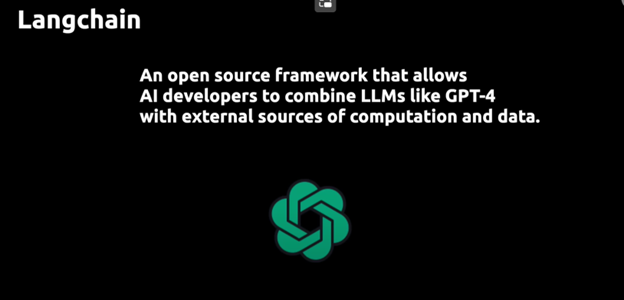 Langchain
An open source framework that allows
AI developers to combine LLMs like GPT-4
with external sources of computation and data.